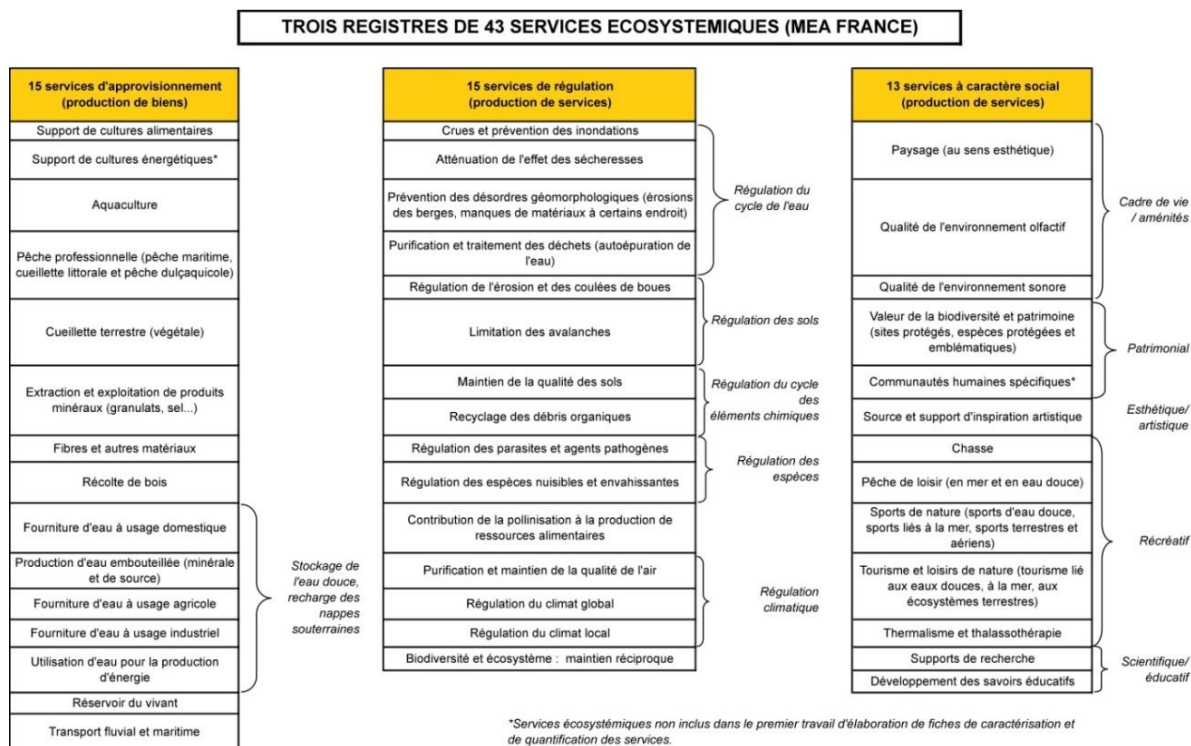 TROIS REGISTRES DE 43 SERVICES ECOSYSTEMIQUES (MEA FRANCE)
15 services d'approvisionnement
(production de biens)
Support de cultures alimentaires
Support de cultures énergétiques*
Aquaculture
Pêche professionnelle (pêche maritime,
cueillette littorale et pêche dulçaquicole)
Cueillette terrestre (végétale)
Extraction et exploitation de produits
minéraux (granulats, sel...)
Fibres et autres matériaux
Récolte de bois
Fourniture d'eau à usage domestique
Production d'eau embouteillée (minérale
et de source)
Fourniture d'eau à usage agricole
Fourniture d'eau à usage industriel
Utilisation d'eau pour la production
d'énergie
Réservoir du vivant
Transport fluvial et maritime
Stockage de
l'eau douce,
recharge des
nappes
souterraines
15 services de régulation
(production de services)
Crues et prévention des inondations
Atténuation de l'effet des sécheresses
Prévention des désordres géomorphologiques (érosions
des berges, manques de matériaux à certains endroit)
Purification et traitement des déchets (autoépuration de
l'eau)
Régulation de l'érosion et des coulées de boues
Limitation des avalanches
Maintien de la qualité des sols
Recyclage des débris organiques
Régulation des parasites et agents pathogènes
Régulation des espèces nuisibles et envahissantes
Contribution de la pollinisation à la production de
ressources alimentaires
Purification et maintien de la qualité de l'air
Régulation du climat global
Régulation du climat local
Biodiversité et écosystème : maintien réciproque
Régulation du
cycle de l'eau
Régulation des sols
Régulation du cycle
des
éléments chimiques
Régulation des
espèces
Régulation
climatique
13 services à caractère social
(production de services)
Paysage (au sens esthétique)
Qualité de l'environnement olfactif
Qualité de l'environnement sonore
Valeur de la biodiversité et patrimoine
(sites protégés, espèces protégées et
emblématiques)
Communautés humaines spécifiques*
Source et support d'inspiration artistique
Chasse
Pêche de loisir (en mer et en eau douce)
Sports de nature (sports d'eau douce,
sports liés à la mer, sports terrestres et
aériens)
Tourisme et loisirs de nature (tourisme lié
aux eaux douces, à la mer, aux
écosystèmes terrestres)
Thermalisme et thalassothérapie
Supports de recherche
Développement des savoirs éducatifs
Cadre de vie
/ aménités
Patrimonial
Esthétique/
artistique
Récréatif
Scientifique/
éducatif
*Services écosystémiques non inclus dans le premier travail d'élaboration de fiches de caractérisation et
de quantification des services.